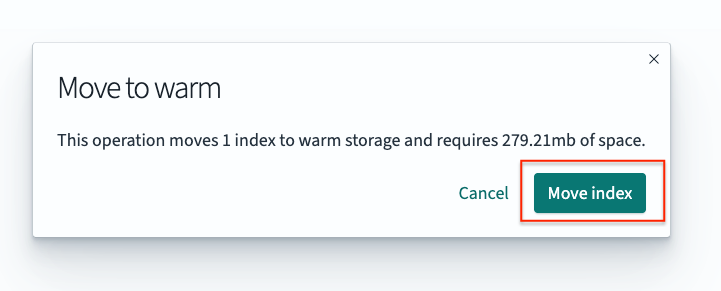 Move to warm
This operation moves 1 index to warm storage and requires 279.21mb of space.
Cancel
Move index